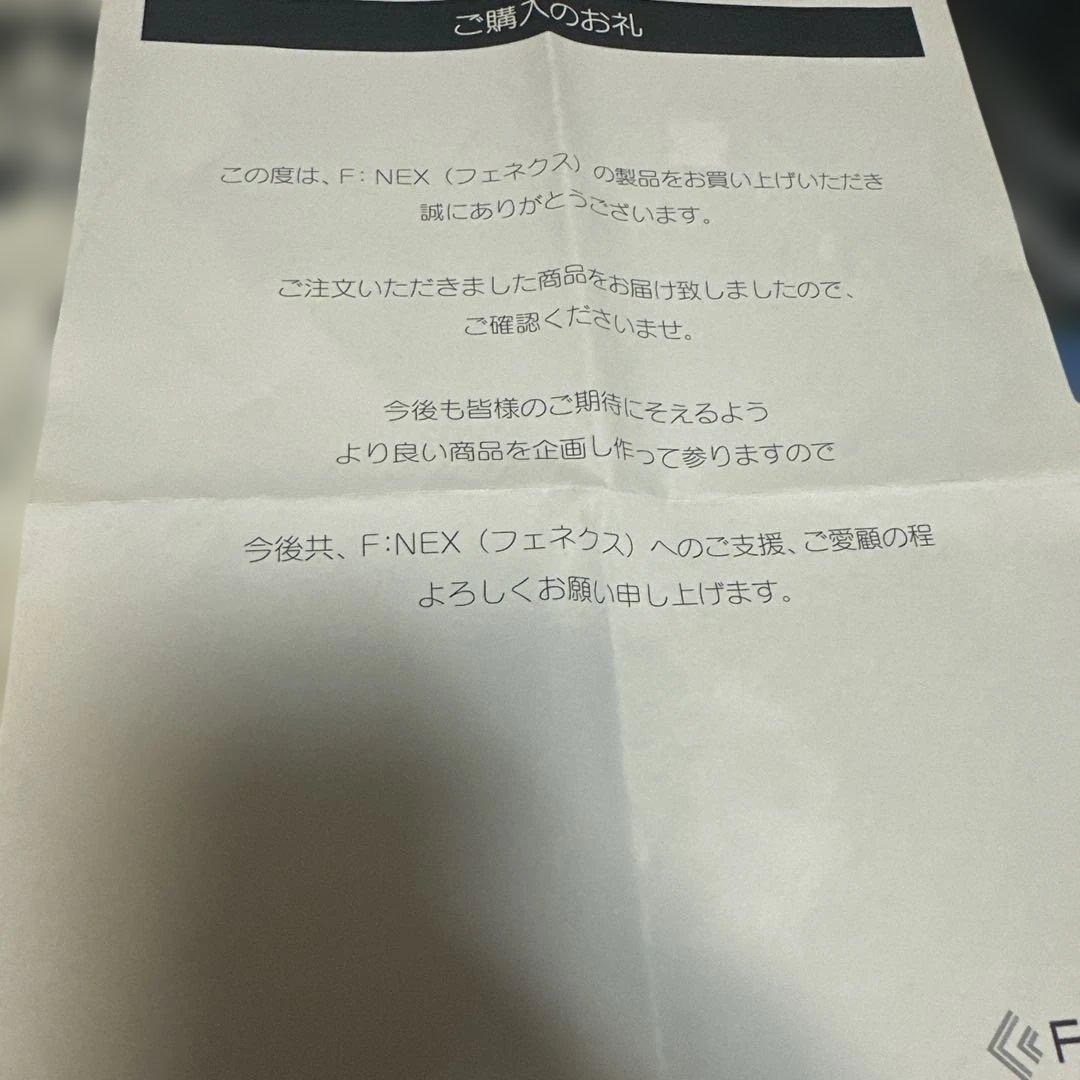 ご購入のお礼
この度は、F：NEX（フェネクス）の製品をお買い上げいただき
誠にありがとうございます。
ご注文いただきました商品をお届け致しましたので、
ご確認くださいませ。
今後も皆様のご期待にそえるよう
より良い商品を企画し作って参りますので
今後共、F:NEX（フェネクス）へのご支援、ご愛顧の程
よろしくお願い申し上げます。
F